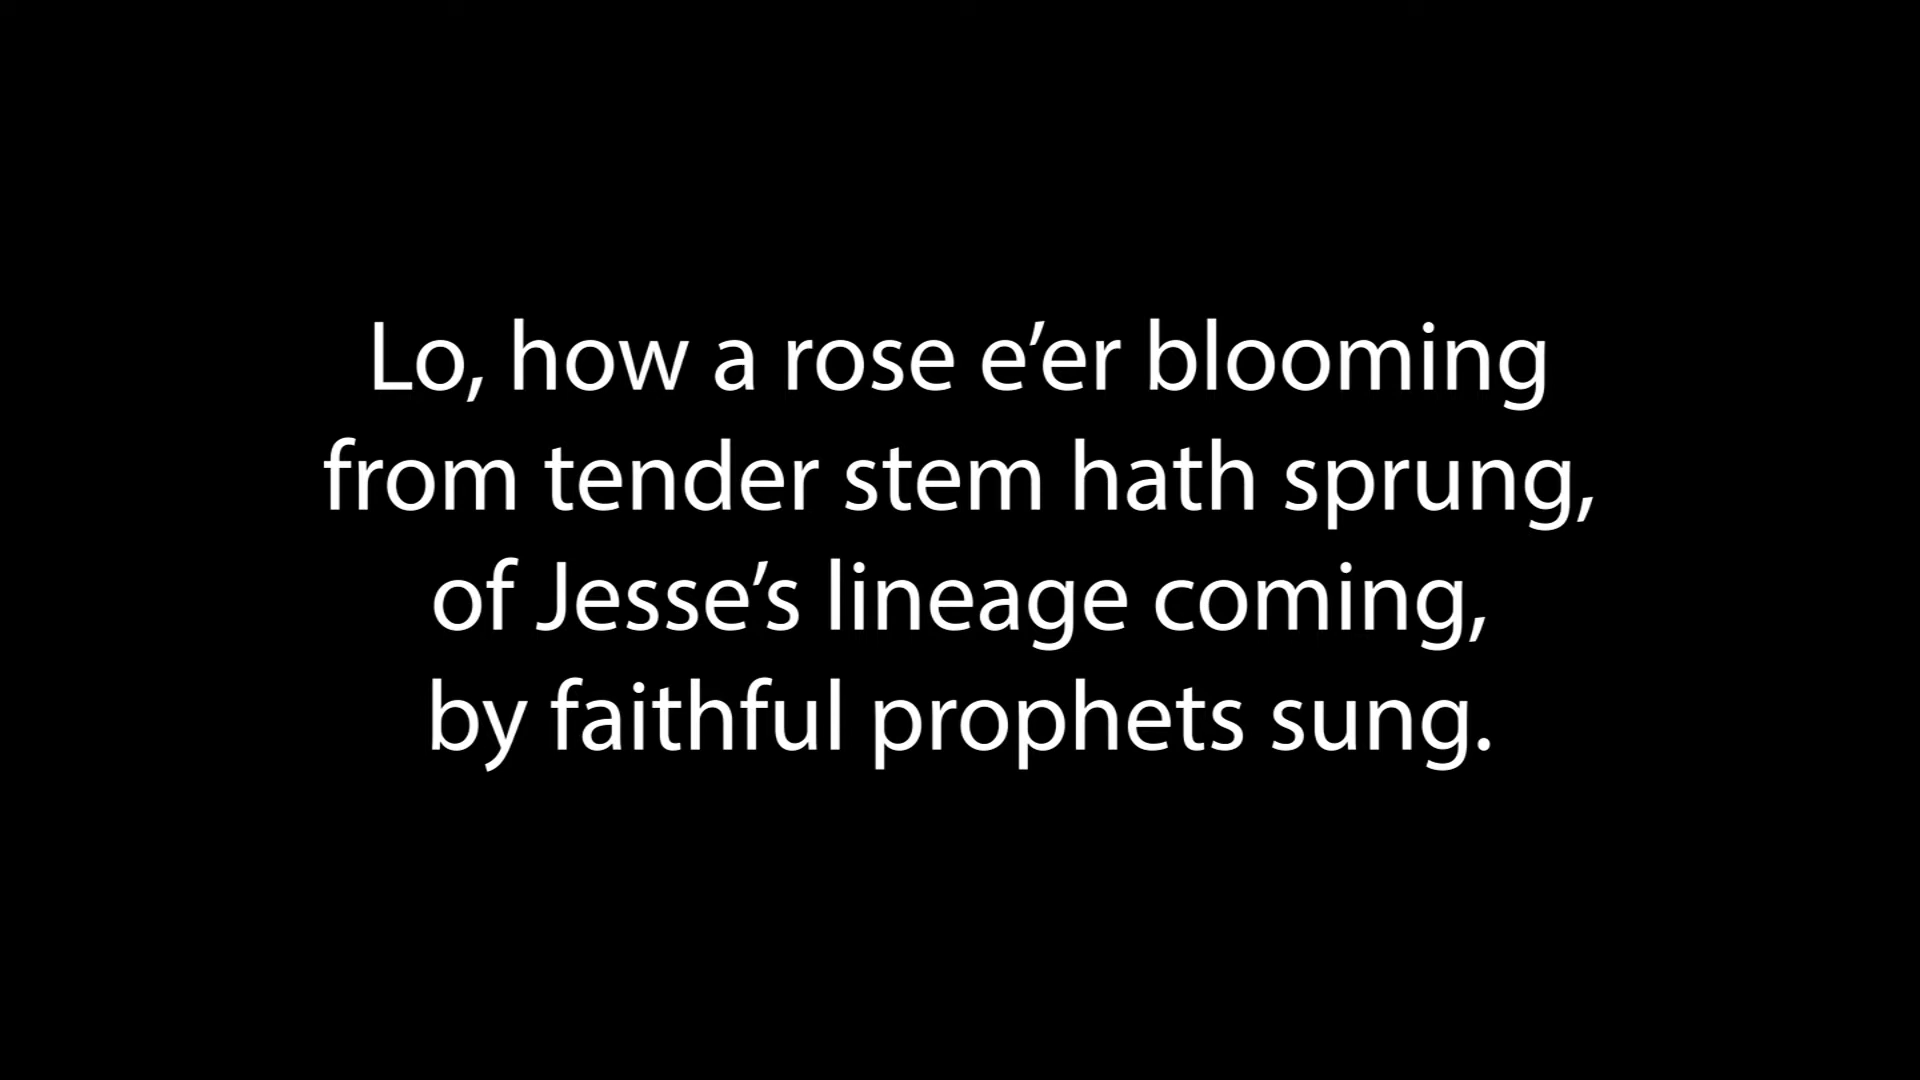 Lo, how a rose e’er blooming
from tender stem hath sprung,
of Jesse’s lineage coming,
by faithful prophets sung.